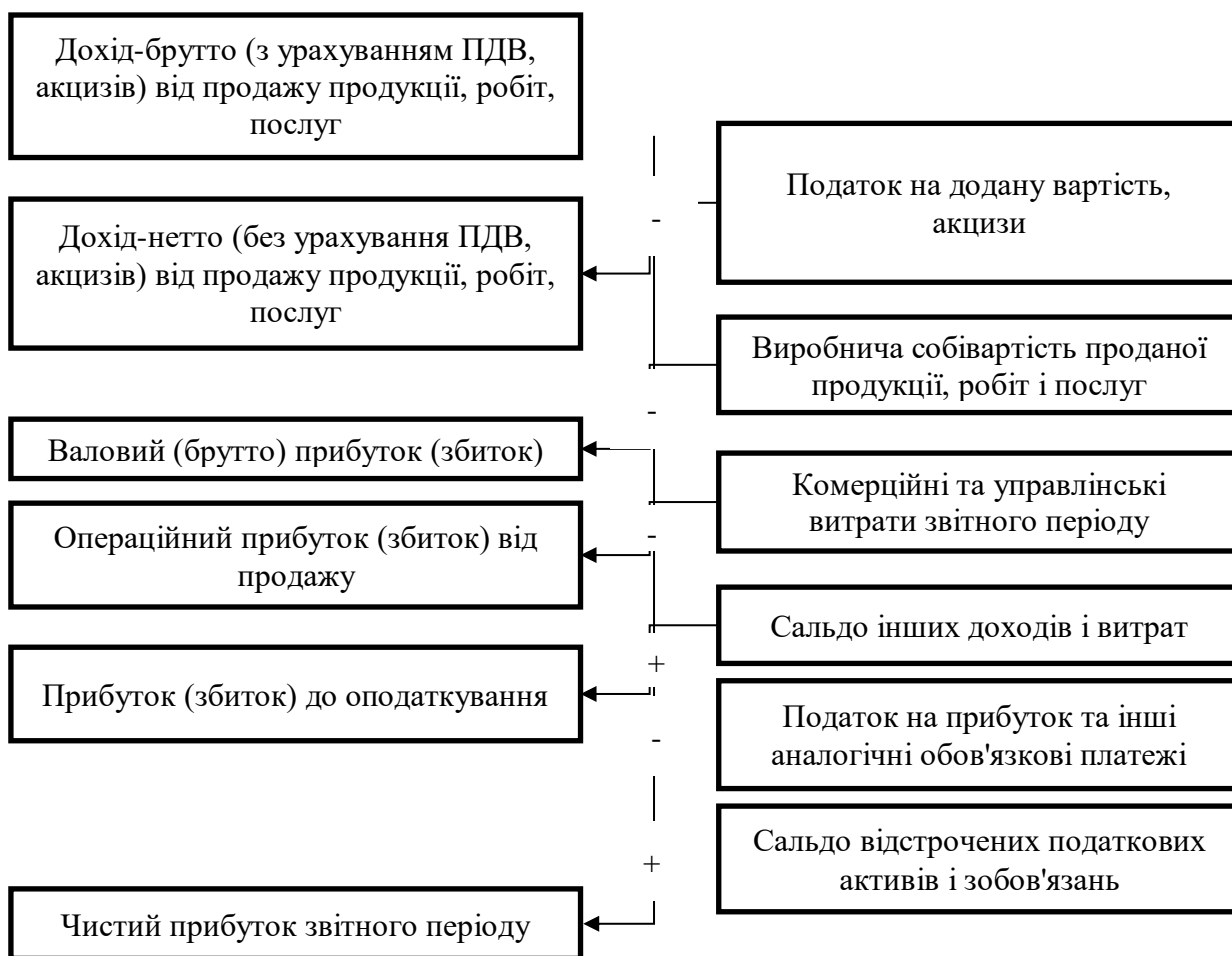 Дохід-брутто (з урахуванням ПДВ,
акцизів) від продажу продукції, робіт,
послуг
Податок на додану вартість,
акцизи
-
Дохід-нетто (без урахування ПДВ,
акцизів) від продажу продукції, робіт,
послуг
Виробнича собівартість проданої
продукції, робіт і послуг
-
Валовий (брутто) прибуток (збиток)
Комерційні та управлінські
витрати звітного періоду
-
Операційний прибуток (збиток) від
продажу
Сальдо інших доходів і витрат
+
Прибуток (збиток) до оподаткування
Податок на прибуток та інші
аналогічні обов'язкові платежі
-
Сальдо відстрочених податкових
активів і зобов'язань
+
Чистий прибуток звітного періоду